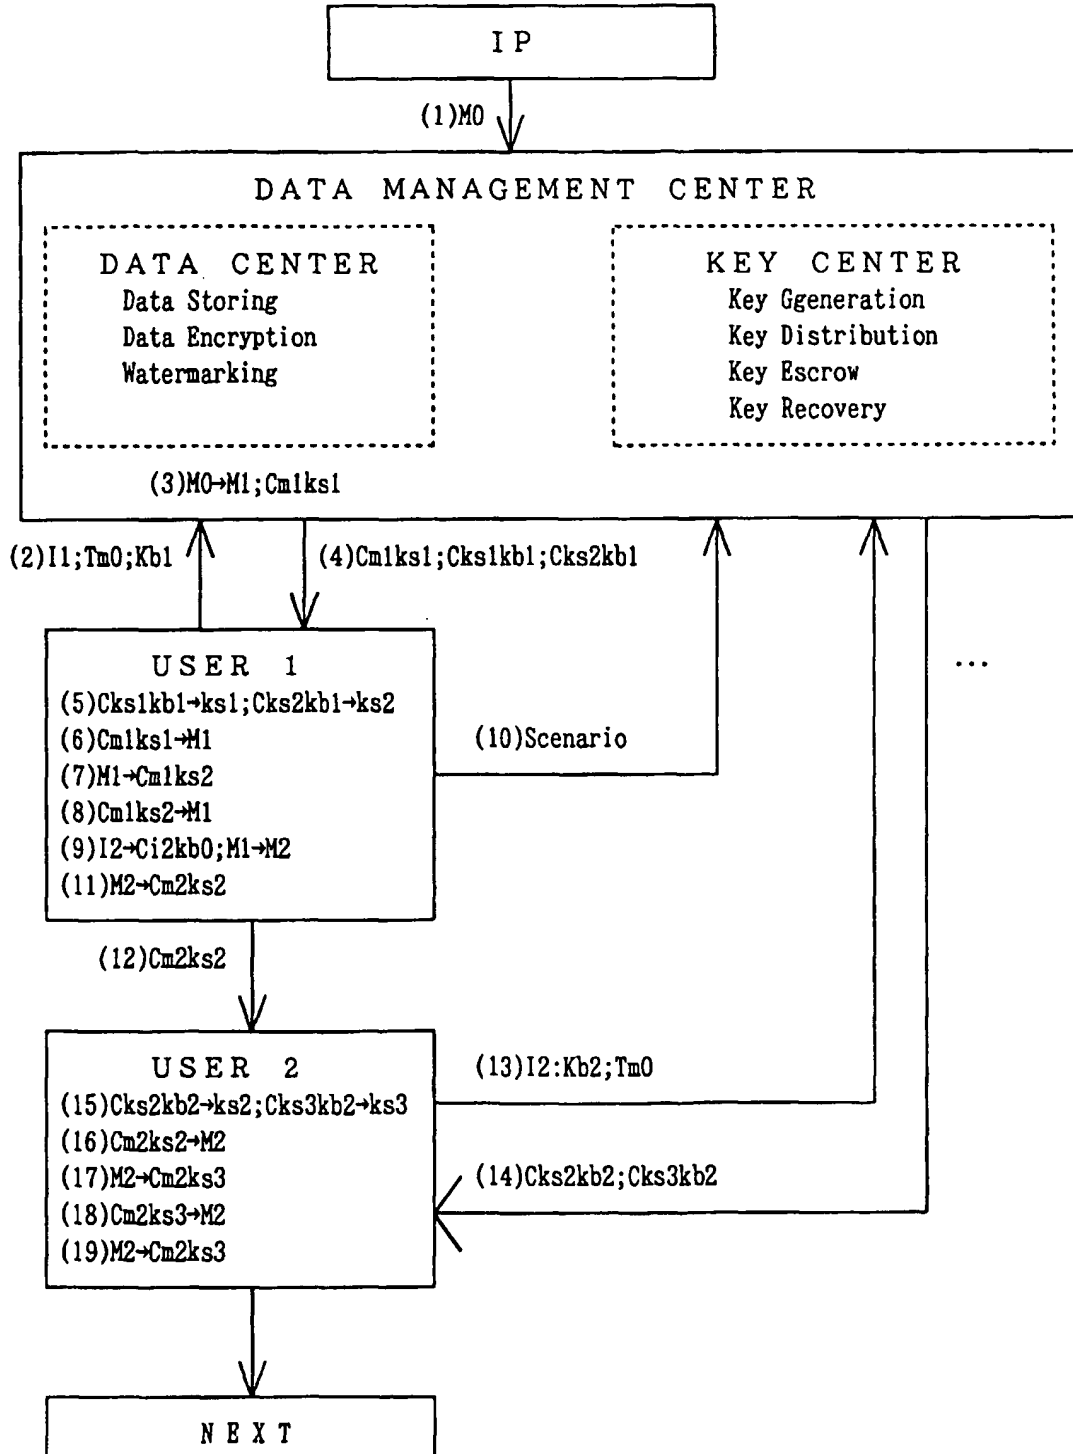 IP
(1)M0
DATA MANAGEMENT CENTER
DATA CENTER
Data Storing
Data Encryption
Watermarking
KEY CENTER
Key Ggeneration
Key Distribution
Key Escrow
Key Recovery
(3)M0→M1;Cm1ks1
(2)I1;Tm0;Kb1
(4)Cm1ks1;Cks1kb1;Cks2kb1
USER 1
(5)Cks1kb1→ks1;Cks2kb1→ks2
(6)Cm1ks1→M1
(7)M1→Cm1ks2
(8)Cm1ks2→M1
(9)I2→Ci2kb0;M1→M2
(11)M2→Cm2ks2
(10)Scenario
...
(12)Cm2ks2
USER 2
(15)Cks2kb2→ks2;Cks3kb2→ks3
(16)Cm2ks2→M2
(17)M2→Cm2ks3
(18)Cm2ks3→M2
(19)M2→Cm2ks3
(13)I2:Kb2;Tm0
(14)Cks2kb2;Cks3kb2
NEXT